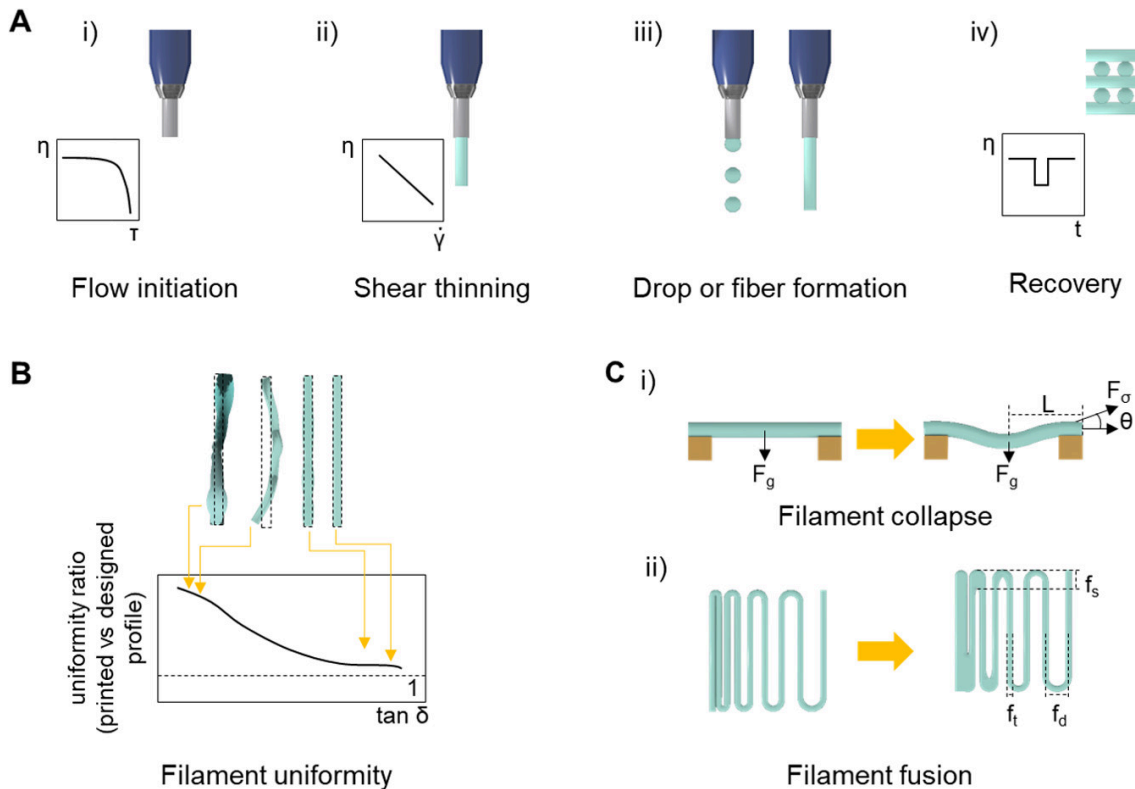 A
i)
η
τ
Flow initiation
ii)
η
γ̇
Shear thinning
iii)
Drop or fiber formation
iv)
η
t
Recovery
B
uniformity ratio
(printed vs designed
profile)
1
tan δ
Filament uniformity
C
i)
Fg
L
Fσ
θ
Fg
Filament collapse
ii)
fs
ft
fd
Filament fusion